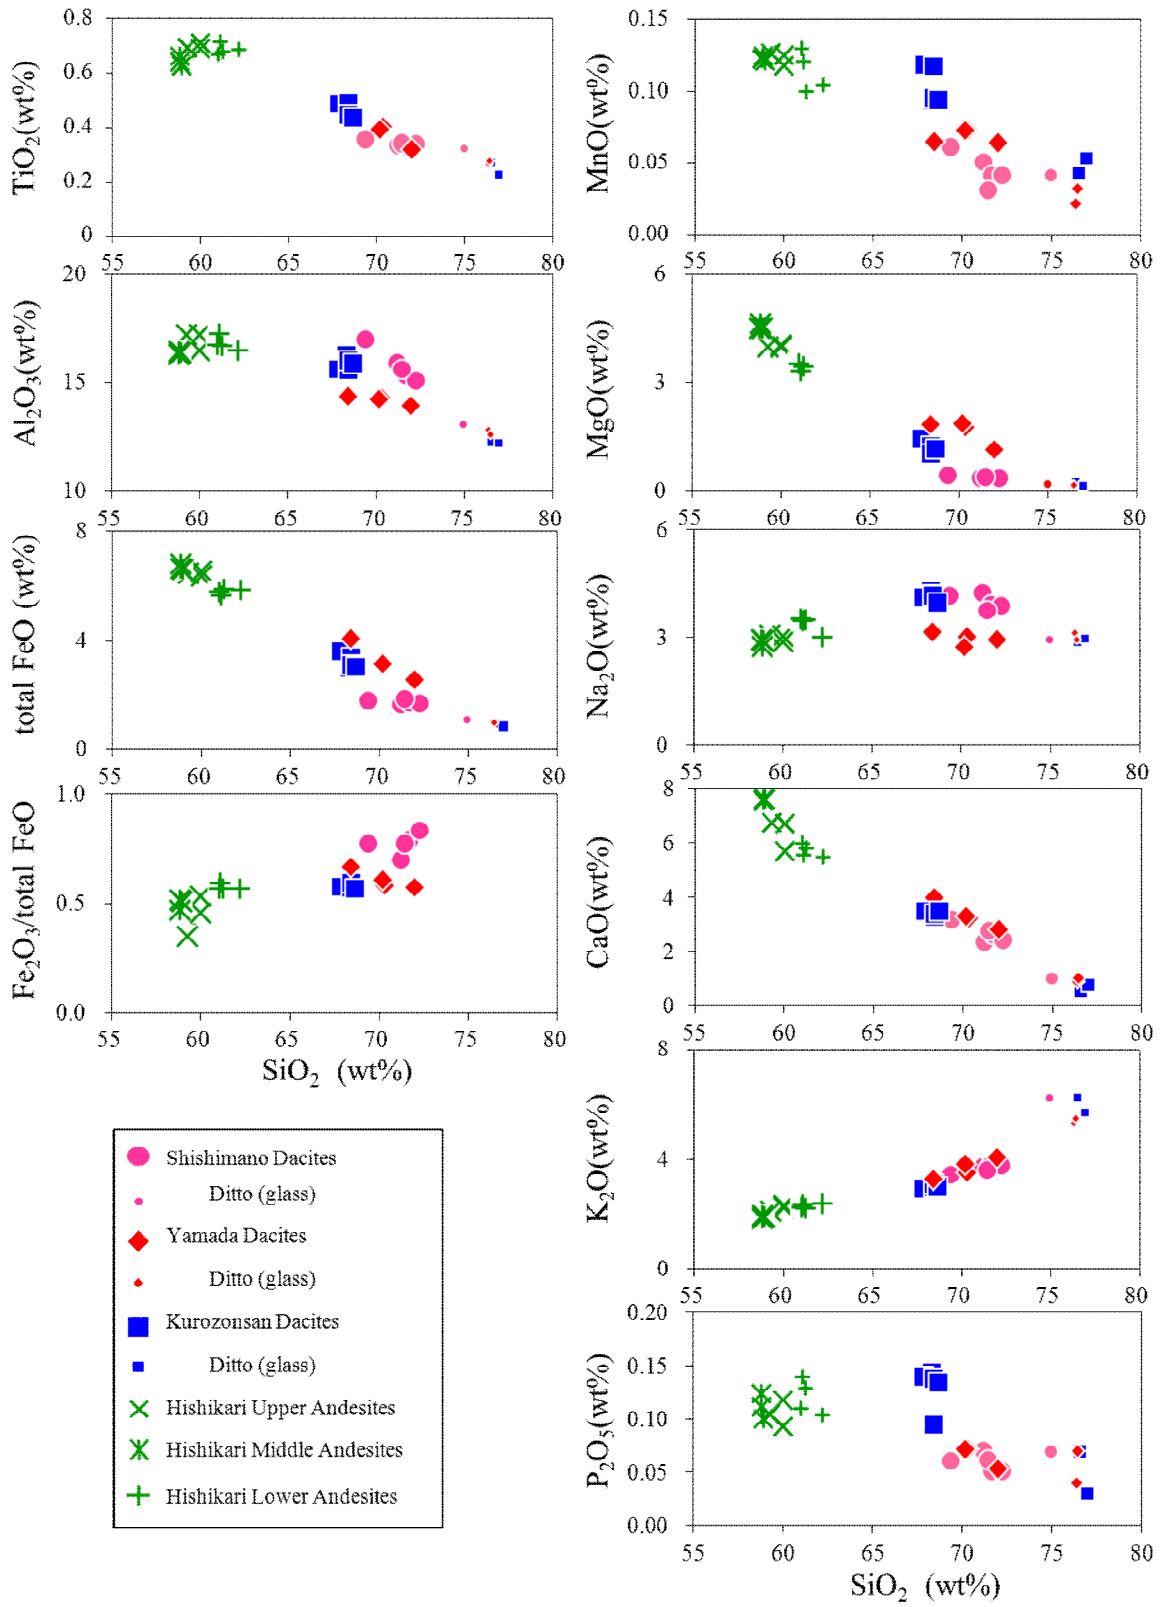 TiO2(wt%)
0.8
0.6
0.4
0.2
0
55 60 65 70 75 80
Al2O3(wt%)
20
15
10
55 60 65 70 75 80
total FeO (wt%)
8
4
0
55 60 65 70 75 80
Fe2O3/total FeO
1.0
0.5
0.0
55 60 65 70 75 80
SiO2 (wt%)
Shishimano Dacites
Ditto (glass)
Yamada Dacites
Ditto (glass)
Kurozonsan Dacites
Ditto (glass)
Hishikari Upper Andesites
Hishikari Middle Andesites
Hishikari Lower Andesites
MnO(wt%)
0.15
0.10
0.05
0.00
55 60 65 70 75 80
MgO(wt%)
6
3
0
55 60 65 70 75 80
Na2O(wt%)
6
3
0
55 60 65 70 75 80
CaO(wt%)
8
6
4
2
0
55 60 65 70 75 80
K2O(wt%)
8
4
0
55 60 65 70 75 80
P2O5(wt%)
0.20
0.15
0.10
0.05
0.00
55 60 65 70 75 80
SiO2 (wt%)